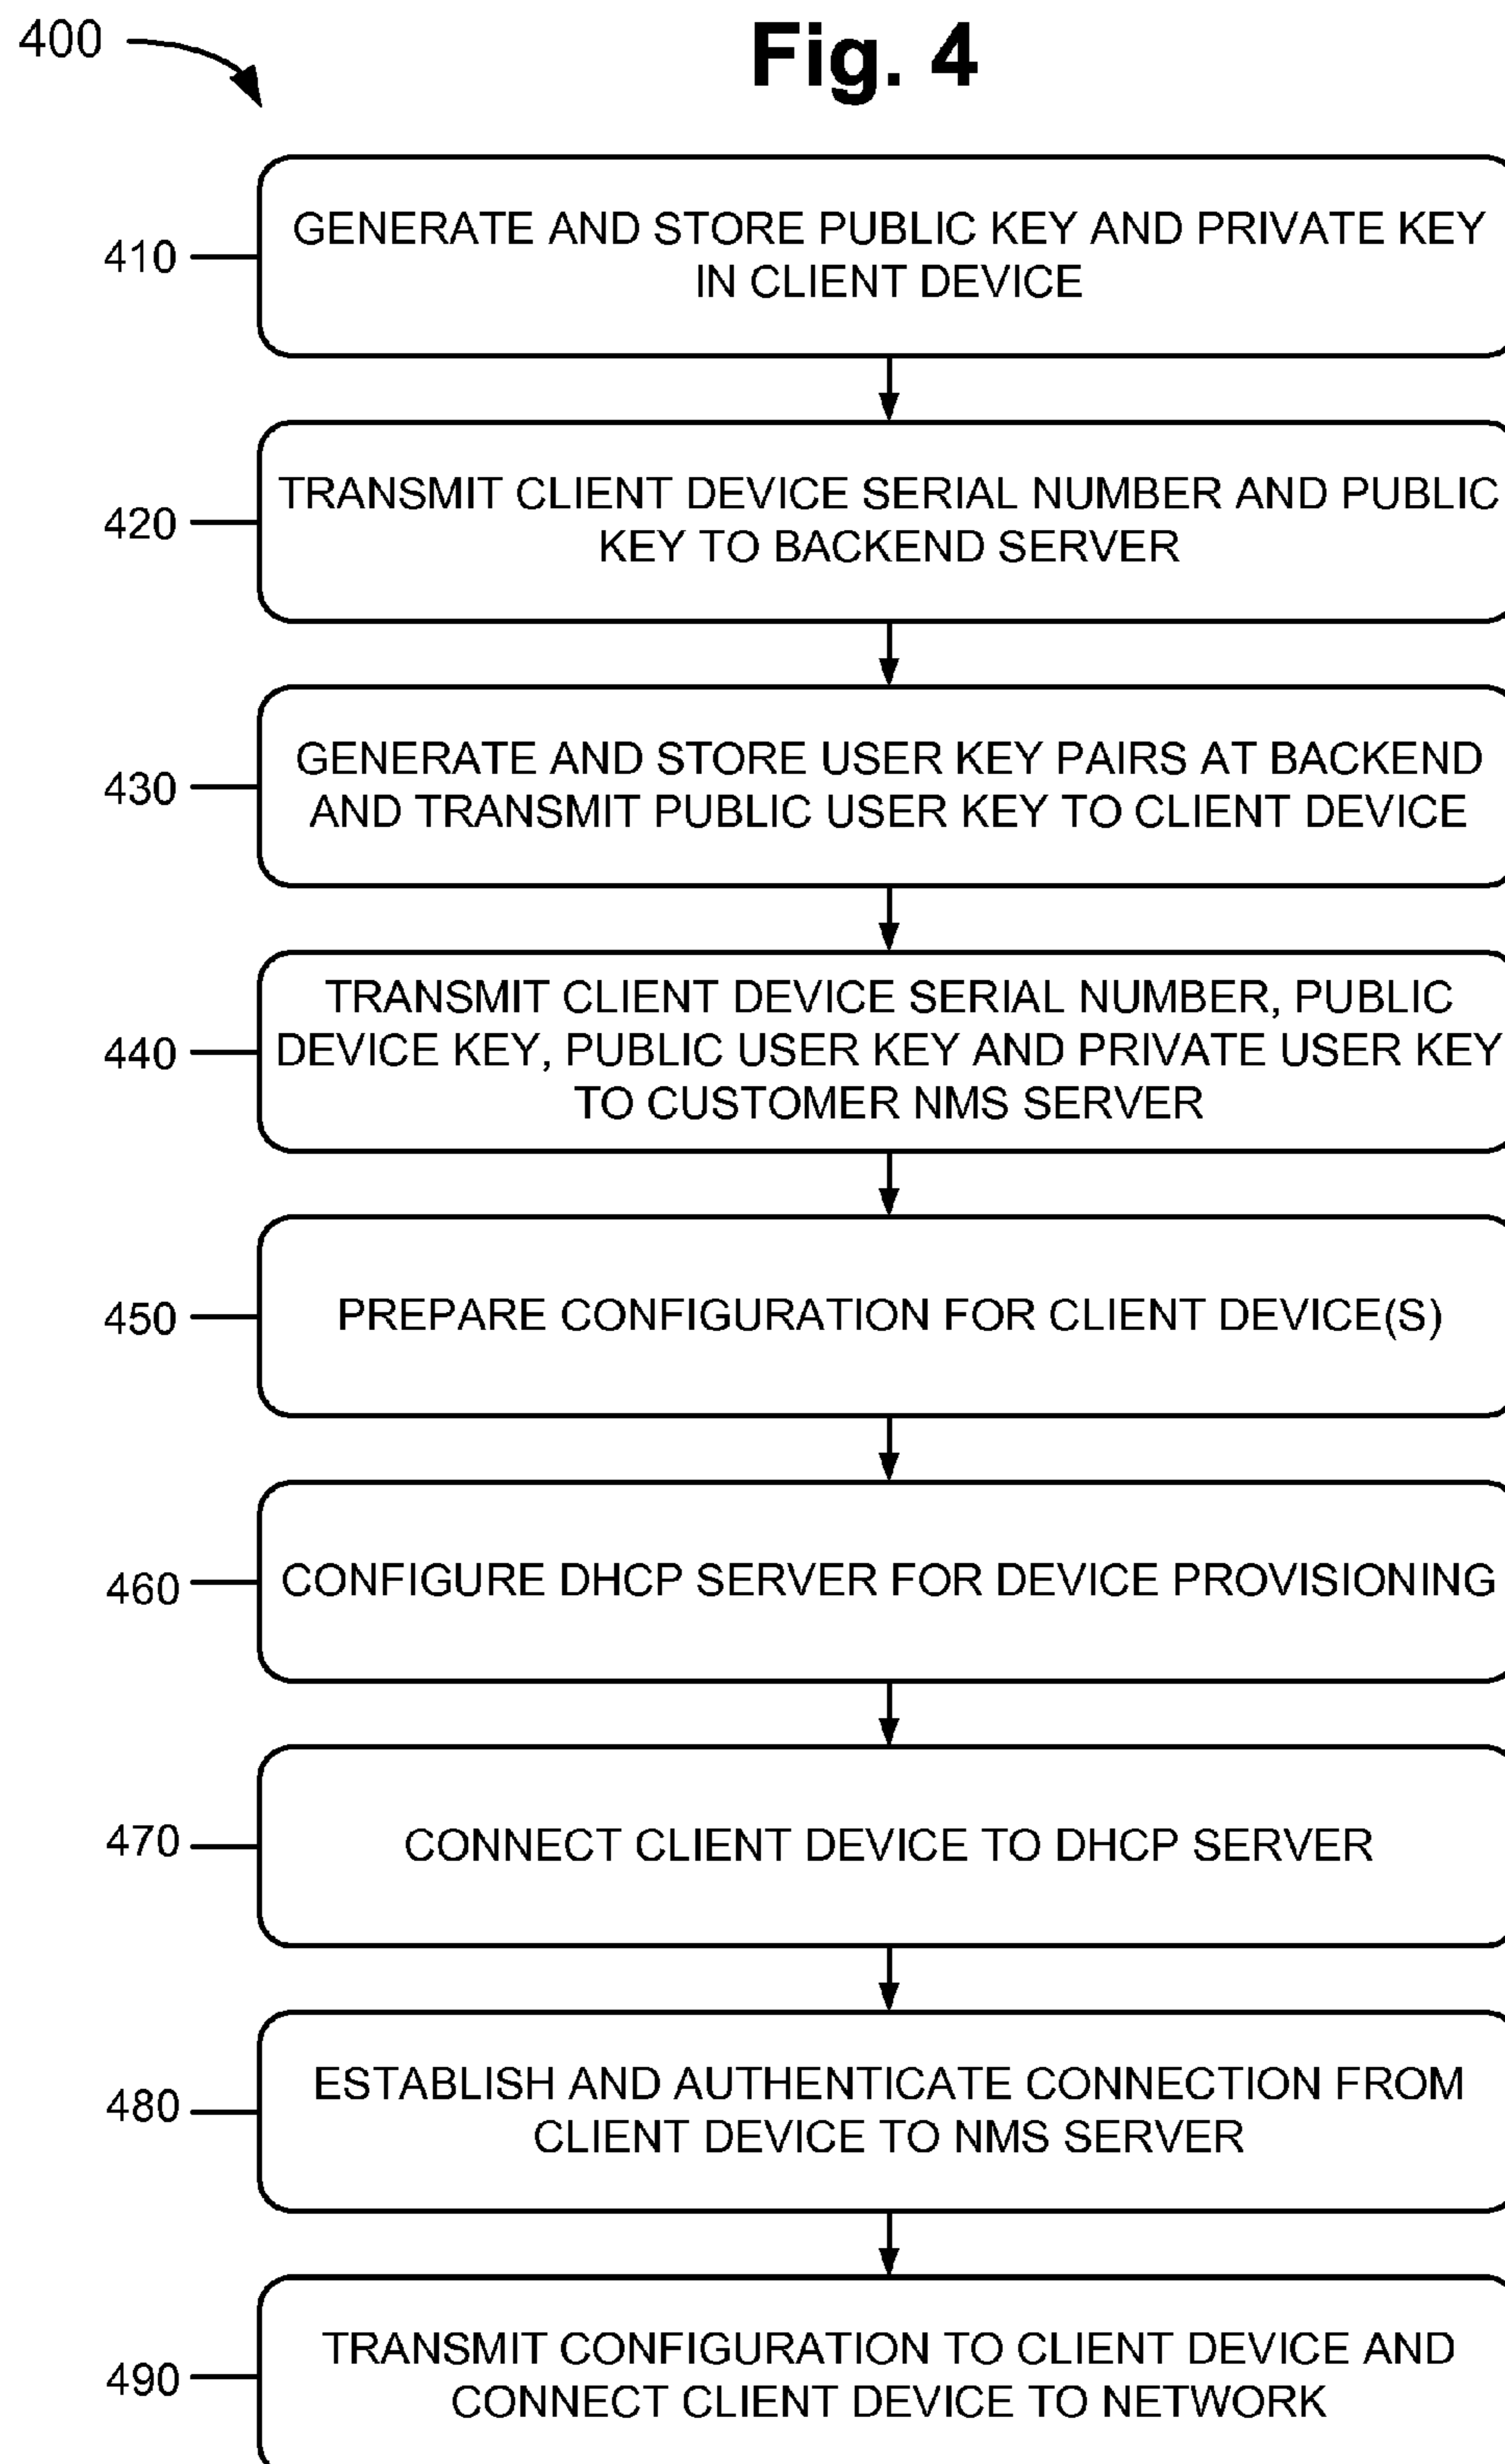 400
Fig. 4
410
GENERATE AND STORE PUBLIC KEY AND PRIVATE KEY
IN CLIENT DEVICE
420
TRANSMIT CLIENT DEVICE SERIAL NUMBER AND PUBLIC
KEY TO BACKEND SERVER
430
GENERATE AND STORE USER KEY PAIRS AT BACKEND
AND TRANSMIT PUBLIC USER KEY TO CLIENT DEVICE
440
TRANSMIT CLIENT DEVICE SERIAL NUMBER, PUBLIC
DEVICE KEY, PUBLIC USER KEY AND PRIVATE USER KEY
TO CUSTOMER NMS SERVER
450
PREPARE CONFIGURATION FOR CLIENT DEVICE(S)
460
CONFIGURE DHCP SERVER FOR DEVICE PROVISIONING
470
CONNECT CLIENT DEVICE TO DHCP SERVER
480
ESTABLISH AND AUTHENTICATE CONNECTION FROM
CLIENT DEVICE TO NMS SERVER
490
TRANSMIT CONFIGURATION TO CLIENT DEVICE AND
CONNECT CLIENT DEVICE TO NETWORK